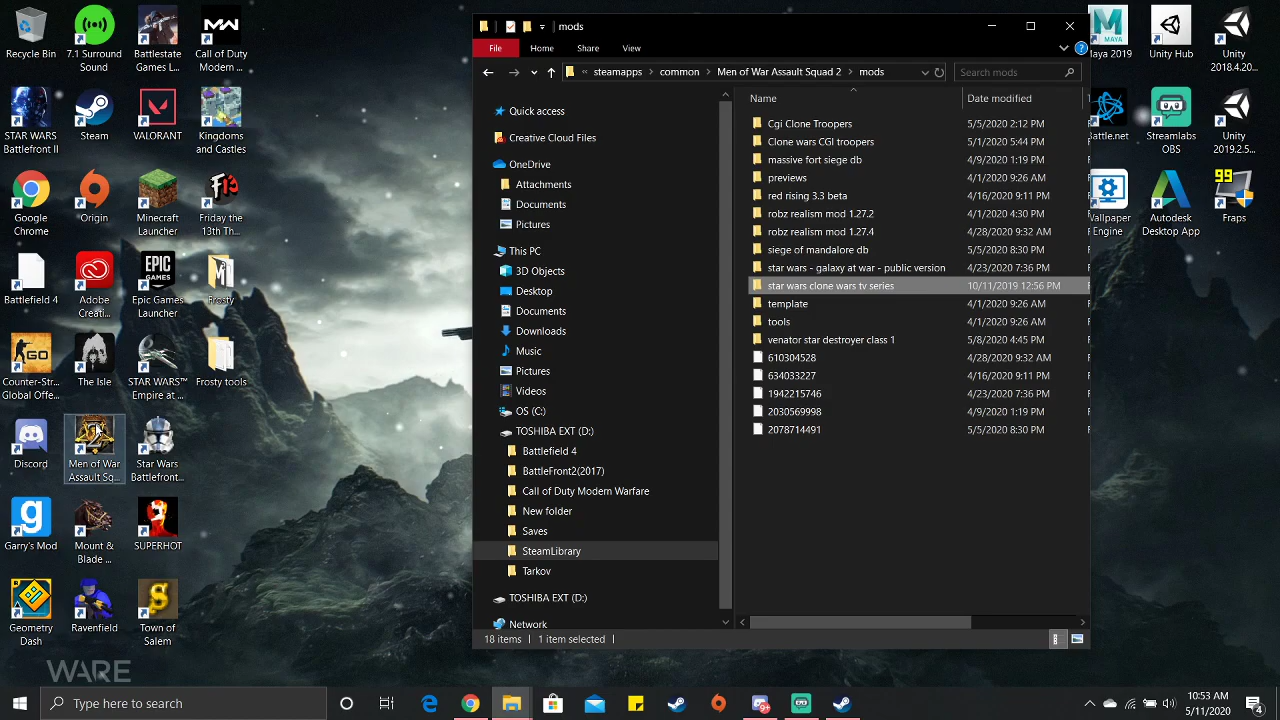 Recycle Bin
7.1 Surround Sound
Battlestate Games L...
Call of Duty Modern ...
STAR WARS Battlefront II
Steam
VALORANT
Kingdoms and Castles
Google Chrome
Origin
Minecraft Launcher
Friday the 13th Th...
Battlefield 4
Adobe Creati...
Epic Games Launcher
Frosty
Counter-Str... Global Off...
The Isle
STAR WARS™ Empire at ...
Frosty tools
Discord
Men of War Assault Sq...
Star Wars Battlefront...
Garry's Mod
Mount & Blade ...
SUPERHOT
Geometry Dash
Ravenfield
Town of Salem
WARE
mods
File Home Share View
« steamapps > common > Men of War Assault Squad 2 > mods
Search mods
Quick access
Creative Cloud Files
OneDrive
Attachments
Documents
Pictures
This PC
3D Objects
Desktop
Documents
Downloads
Music
Pictures
Videos
OS (C:)
TOSHIBA EXT (D:)
Battlefield 4
BattleFront2(2017)
Call of Duty Modern Warfare
New folder
Saves
SteamLibrary
Tarkov
TOSHIBA EXT (D:)
Network
Name Date modified
Cgi Clone Troopers 5/5/2020 2:12 PM
Clone wars CGI troopers 5/1/2020 5:44 PM
massive fort siege db 4/9/2020 1:19 PM
previews 4/1/2020 9:26 AM
red rising 3.3 beta 4/16/2020 9:11 PM
robz realism mod 1.27.2 4/1/2020 4:30 PM
robz realism mod 1.27.4 4/28/2020 9:32 AM
siege of mandalore db 5/5/2020 8:30 PM
star wars - galaxy at war - public version 4/23/2020 7:36 PM
star wars clone wars tv series 10/11/2019 12:56 PM
template 4/1/2020 9:26 AM
tools 4/1/2020 9:26 AM
venator star destroyer class 1 5/8/2020 4:45 PM
610304528 4/28/2020 9:32 AM
634033227 4/16/2020 9:11 PM
1942215746 4/23/2020 7:36 PM
2030269998 4/9/2020 1:19 PM
2078714491 5/5/2020 8:30 PM
18 items 1 item selected
Maya 2019
Unity Hub
Unity 2018.4.20...
Battle.net
Streamlabs OBS
Unity 2019.2.5...
Wallpaper Engine
Autodesk Desktop App
99
Fraps
Type here to search
10:53 AM
5/11/2020